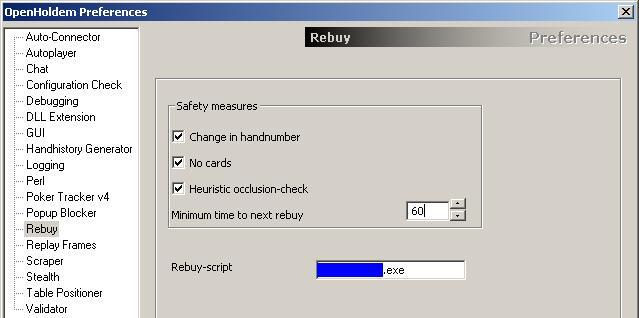 OpenHoldem Preferences
Auto-Connector
Autoplayer
Chat
Configuration Check
Debugging
DLL Extension
GUI
Handhistory Generator
Logging
Perl
Poker Tracker v4
Popup Blocker
Rebuy
Replay Frames
Scraper
Stealth
Table Positioner
Validator
Rebuy Preferences
Safety measures
Change in handnumber
No cards
Heuristic occlusion-check
Minimum time to next rebuy 60
Rebuy-script .exe